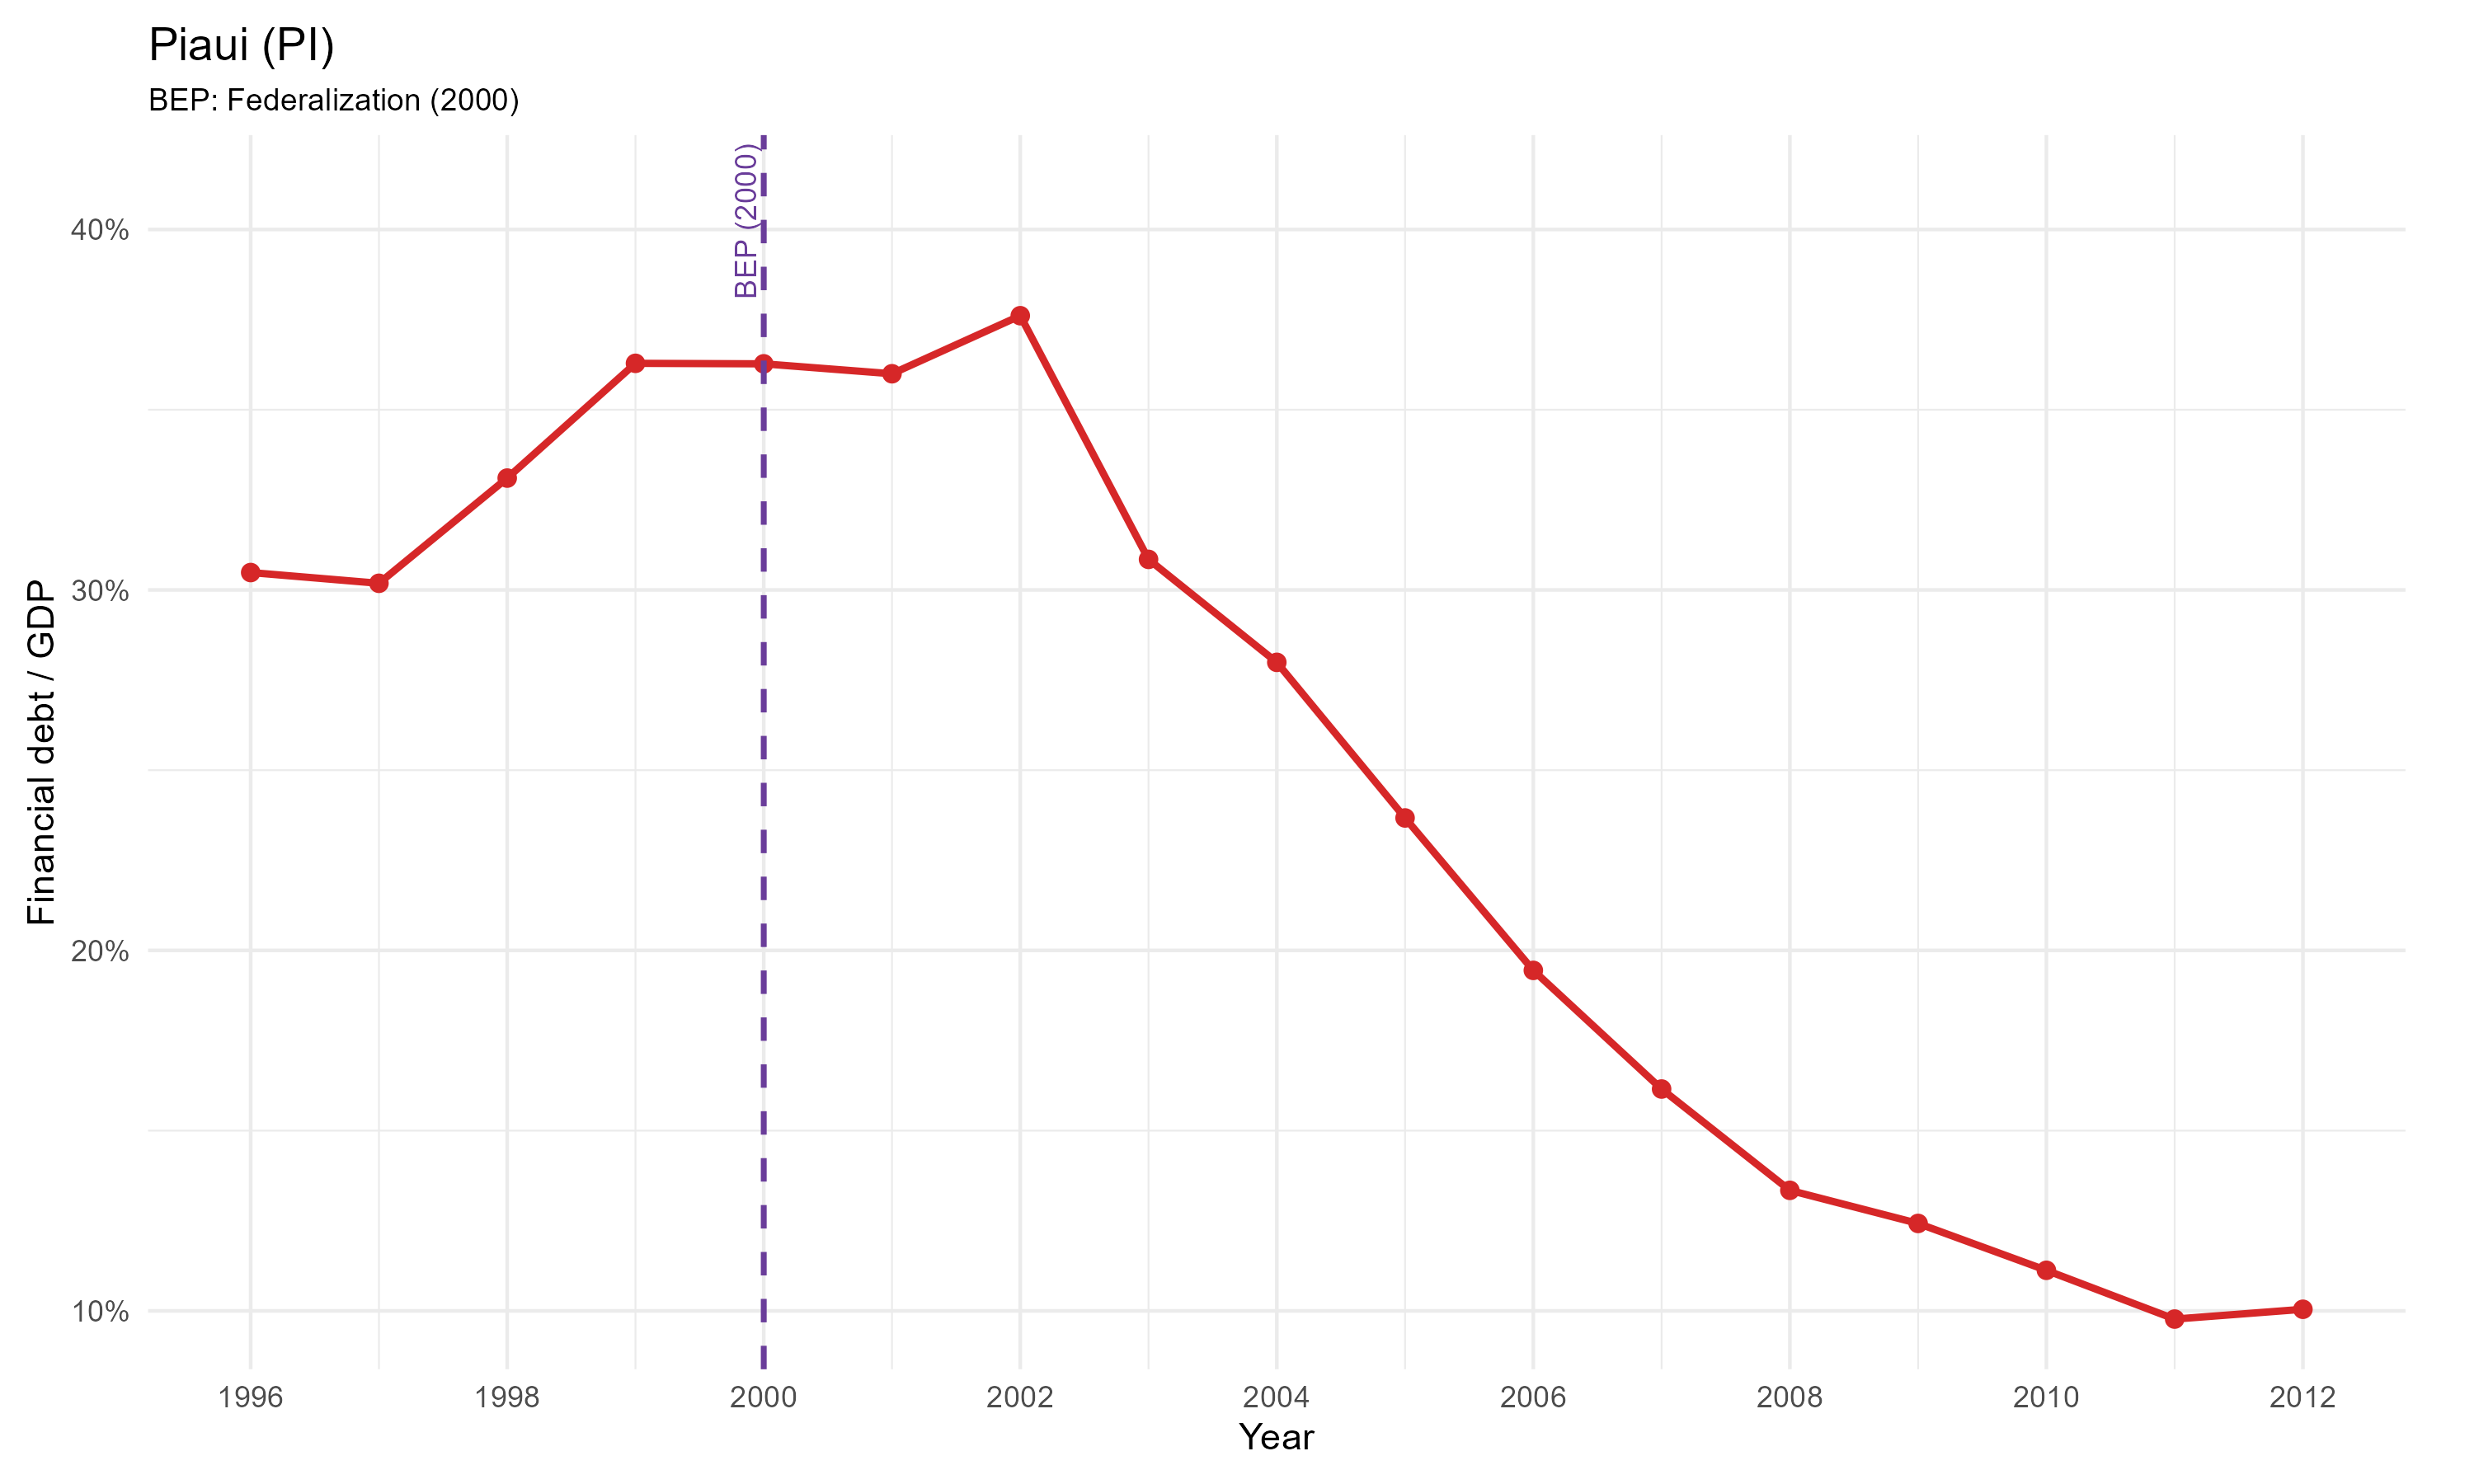 Piaui (PI)
BEP: Federalization (2000)
BEP (2000)
Financial debt / GDP
40%
30%
20%
10%
1996 1998 2000 2002 2004 2006 2008 2010 2012
Year